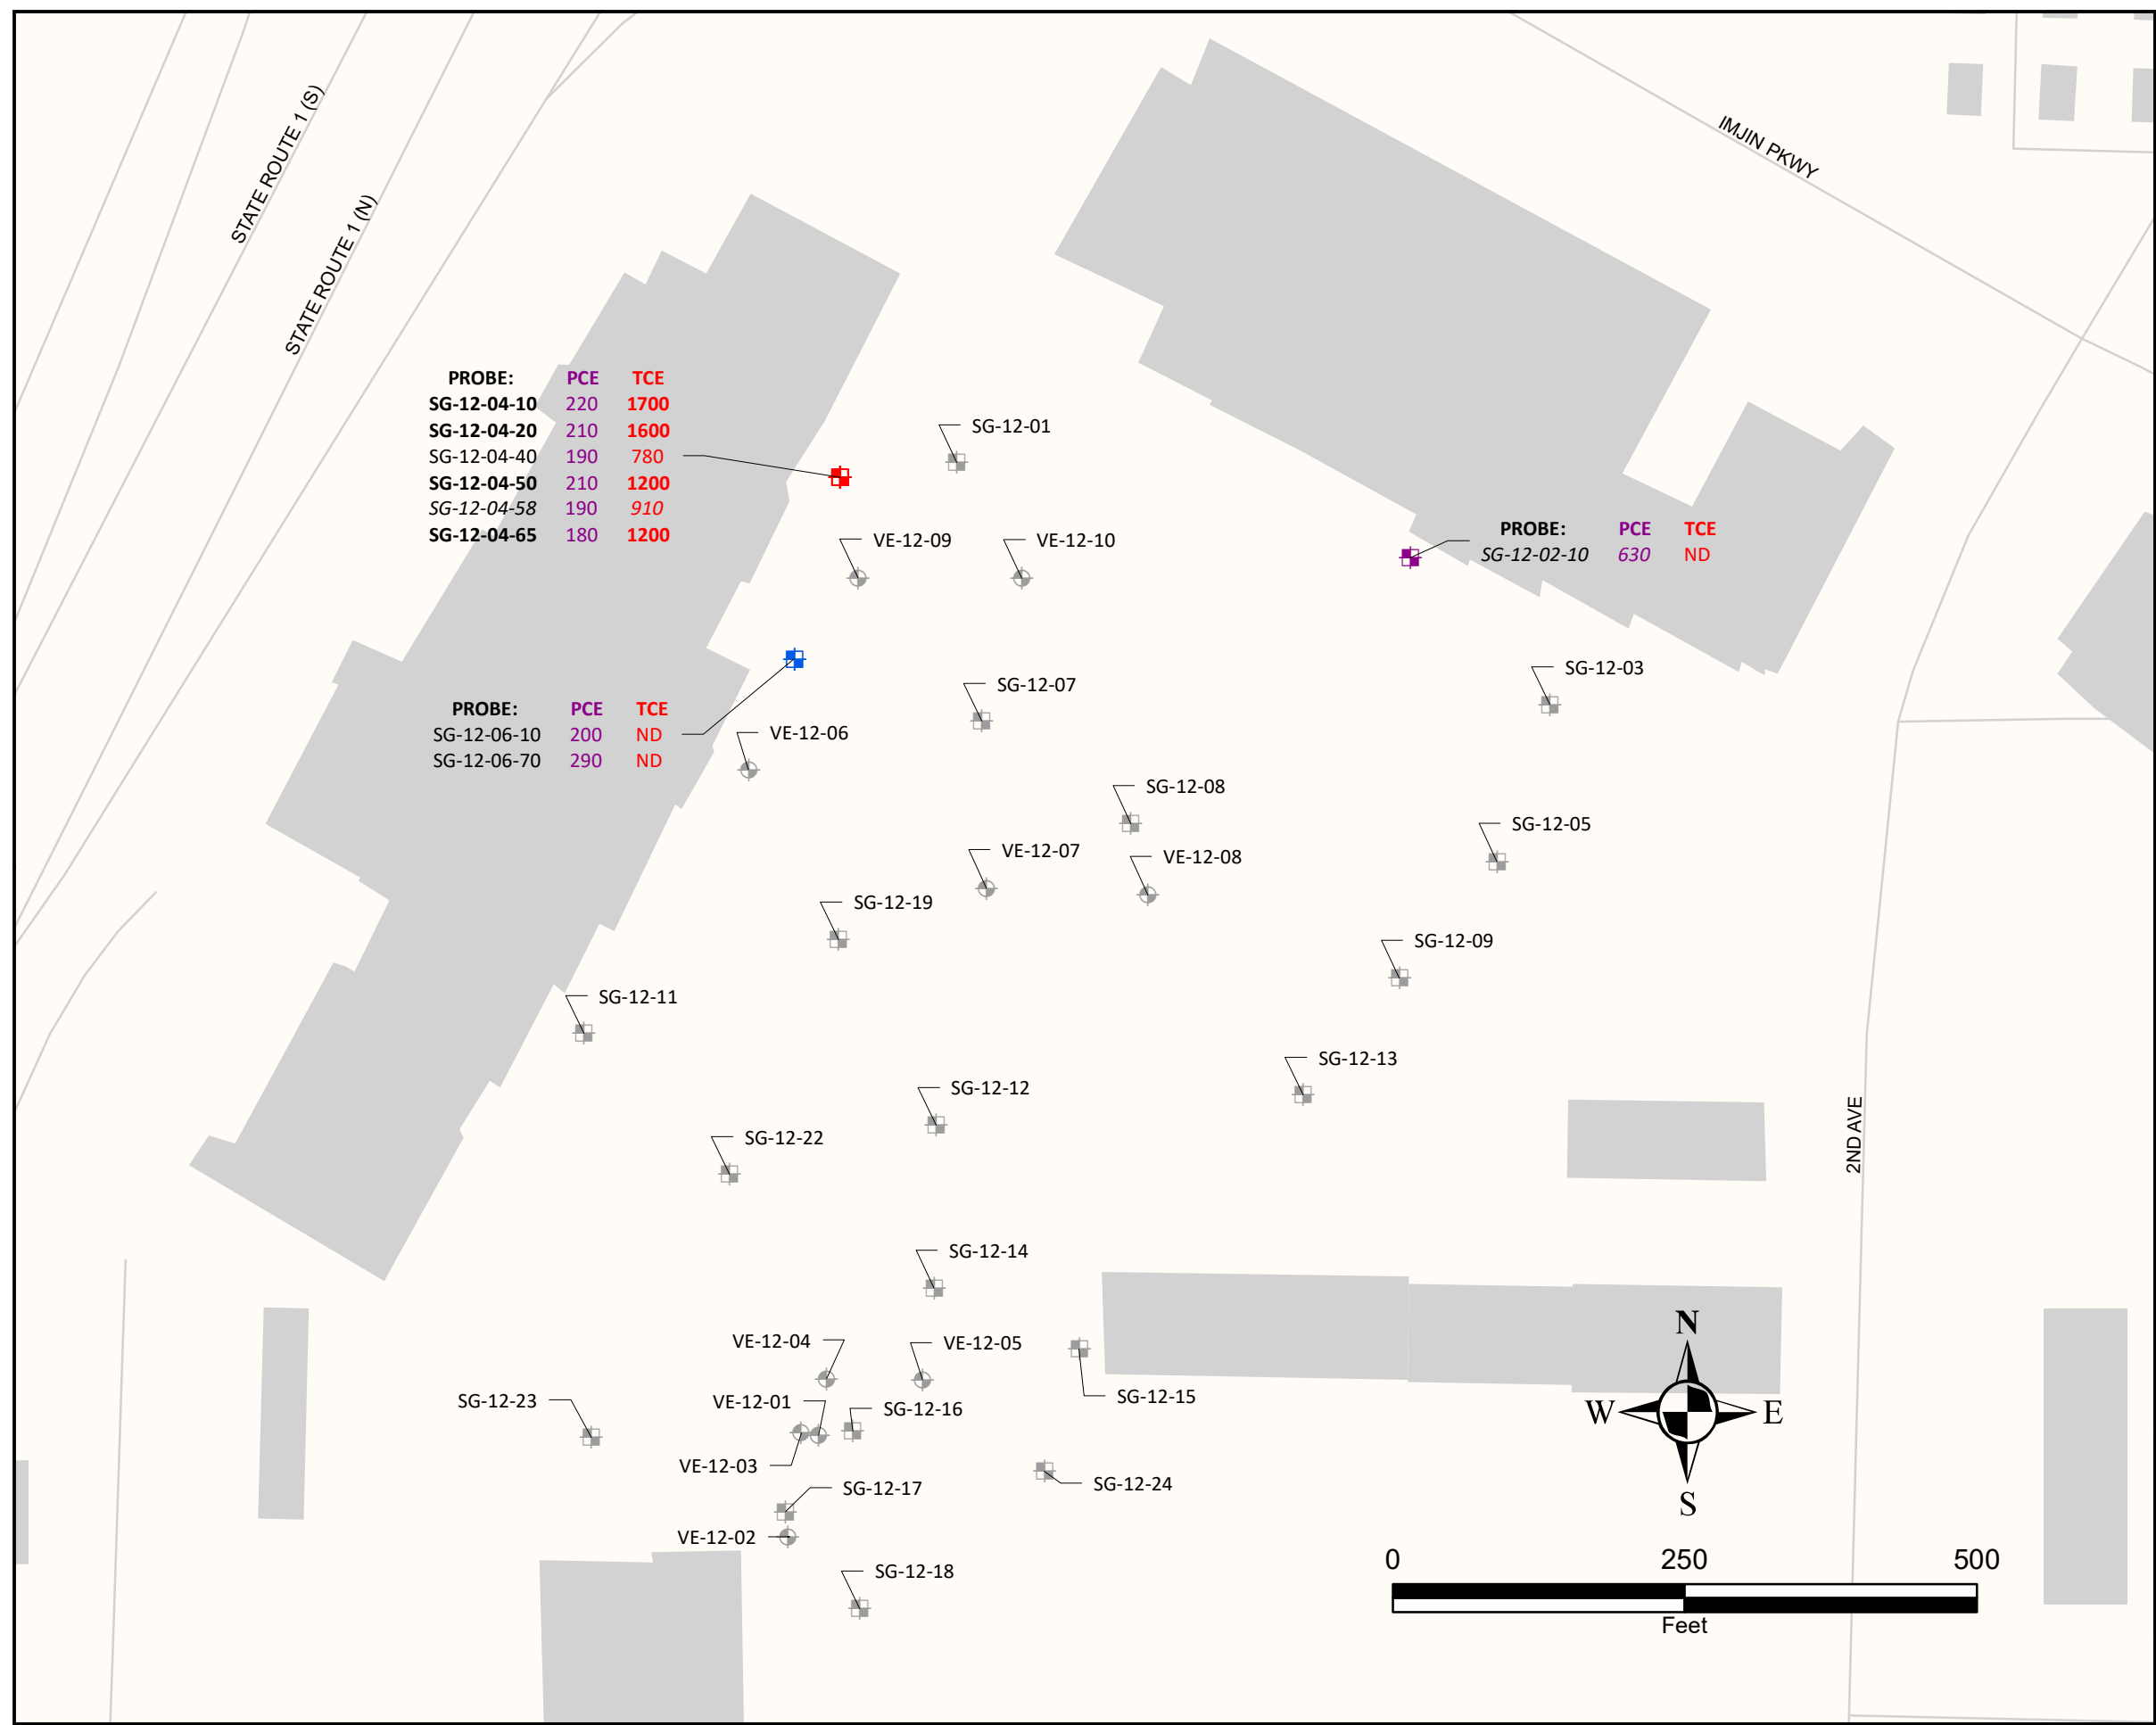 STATE ROUTE 1 (S)
STATE ROUTE 1 (N)
IMJIN PKWY
PROBE: PCE TCE
SG-12-04-10 220 1700
SG-12-04-20 210 1600
SG-12-04-40 190 780
SG-12-04-50 210 1200
SG-12-04-58 190 910
SG-12-04-65 180 1200
SG-12-01
VE-12-09
VE-12-10
PROBE: PCE TCE
SG-12-02-10 630 ND
SG-12-03
SG-12-07
PROBE: PCE TCE
SG-12-06-10 200 ND
SG-12-06-70 290 ND
VE-12-06
SG-12-08
SG-12-05
VE-12-07
VE-12-08
SG-12-19
SG-12-09
SG-12-11
SG-12-13
SG-12-12
SG-12-22
2ND AVE
SG-12-14
VE-12-04
VE-12-05
SG-12-15
SG-12-23
VE-12-01
SG-12-16
VE-12-03
SG-12-24
SG-12-17
VE-12-02
SG-12-18
N
W E
S
0 250 500
Feet